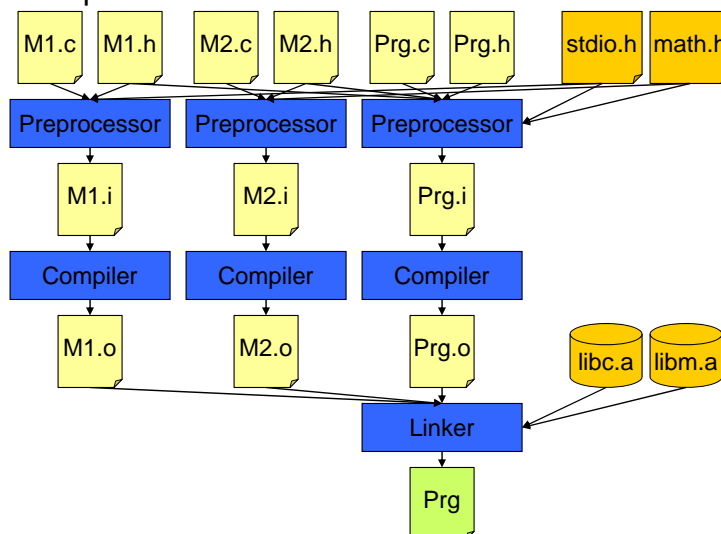 M1.c M1.h M2.c M2.h Prg.c Prg.h stdio.h math.h
Preprocessor Preprocessor Preprocessor
M1.i M2.i Prg.i
Compiler Compiler Compiler
M1.o M2.o Prg.o libc.a libm.a
Linker
Prg